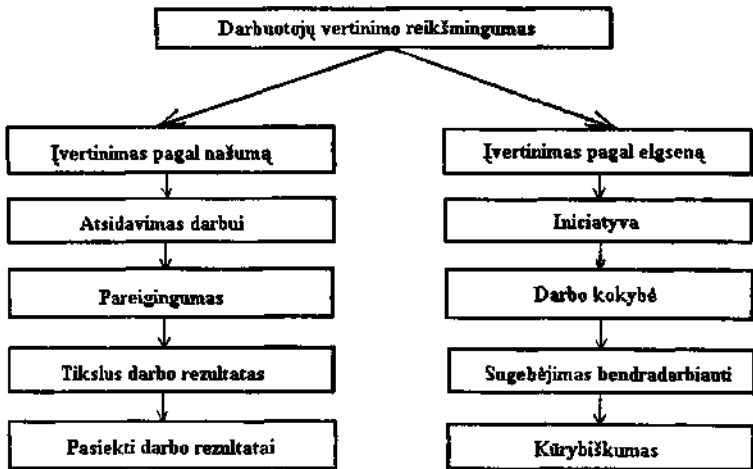 Darbuotojų vertinimo reikšmingumas
Įvertinimas pagal našumą
Atsidavimas darbui
Pareigingumas
Tikslus darbo rezultatas
Pasiekti darbo rezultatai
Įvertinimas pagal elgseną
Iniciatyva
Darbo kokybė
Sugebėjimas bendradarbiauti
Kūrybiškumas